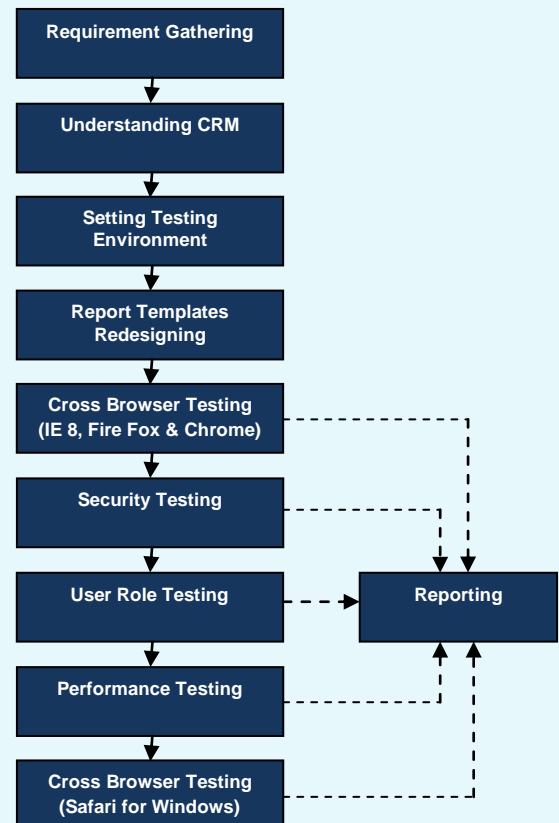 Requirement Gathering
Understanding CRM
Setting Testing
Environment
Report Templates
Redesigning
Cross Browser Testing
(IE 8, Fire Fox & Chrome)
Security Testing
User Role Testing
Reporting
Performance Testing
Cross Browser Testing
(Safari for Windows)